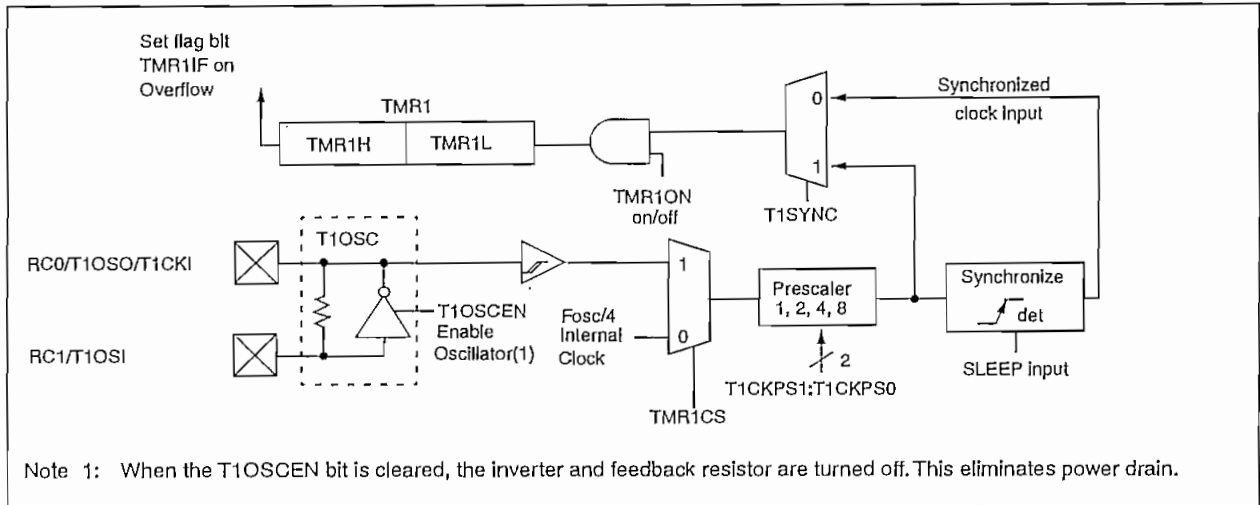 Set flag bit
TMR1IF on
Overflow
TMR1
TMR1H
TMR1L
TMR1ON
on/off
0
1
T1SYNC
Synchronized
clock input
RC0/T1OSO/T1CKI
RC1/T1OSI
T1OSC
T1OSCEN
Enable
Oscillator(1)
Fosc/4
Internal
Clock
1
0
TMR1CS
Prescaler
1, 2, 4, 8
2
T1CKPS1:T1CKPS0
Synchronize
det
SLEEP input
Note 1: When the T1OSCEN bit is cleared, the inverter and feedback resistor are turned off. This eliminates power drain.